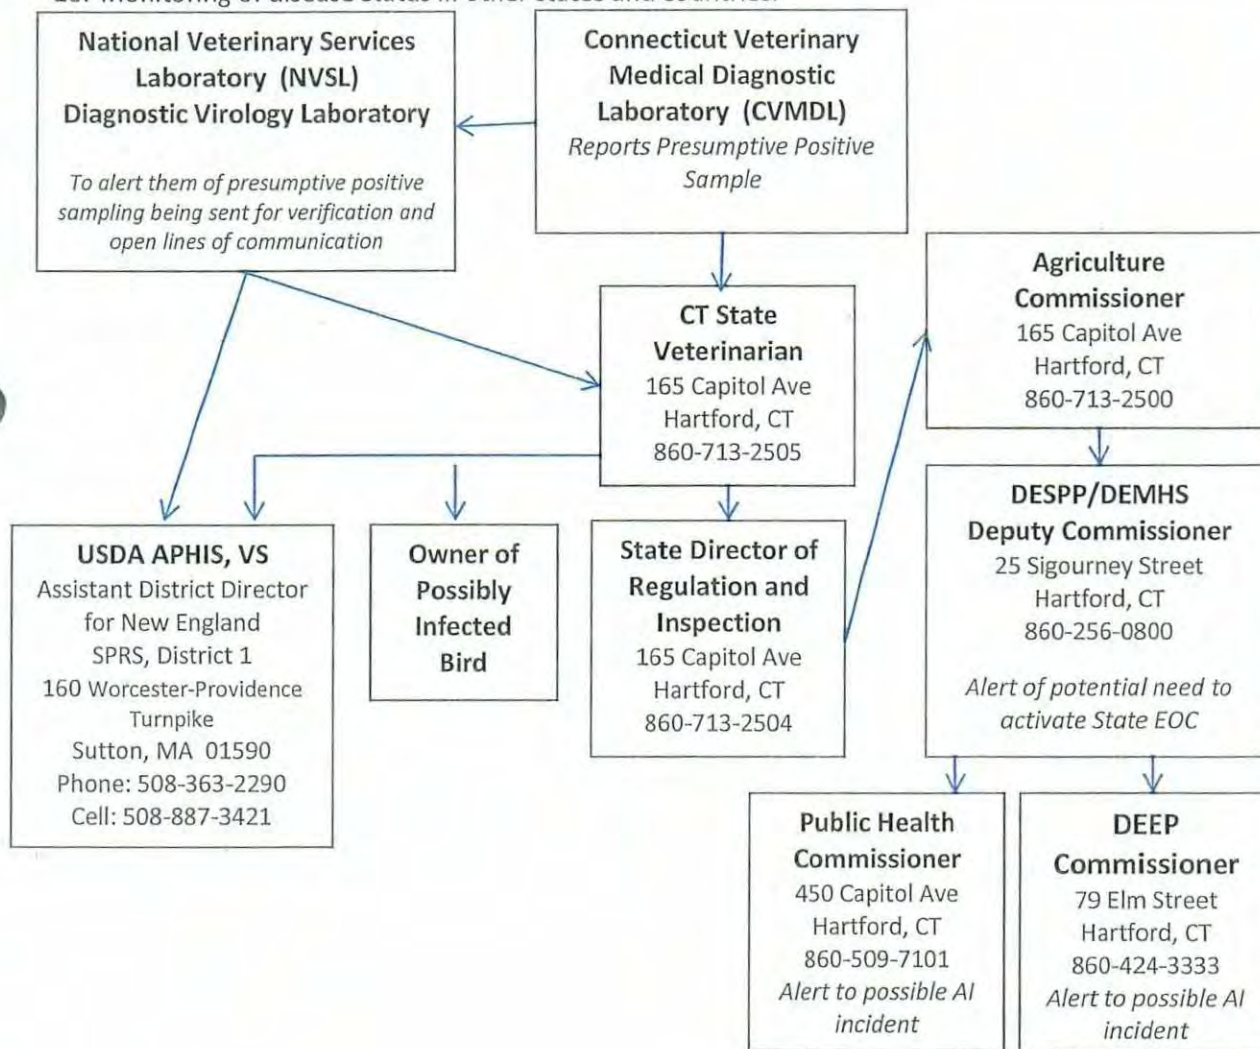 National Veterinary Services
Laboratory (NVSL)
Diagnostic Virology Laboratory
To alert them of presumptive positive
sampling being sent for verification and
open lines of communication
Connecticut Veterinary
Medical Diagnostic
Laboratory (CVMDL)
Reports Presumptive Positive
Sample
CT State
Veterinarian
165 Capitol Ave
Hartford, CT
860-713-2505
Agriculture
Commissioner
165 Capitol Ave
Hartford, CT
860-713-2500
USDA APHIS, VS
Assistant District Director
for New England
SPRS, District 1
160 Worcester-Providence
Turnpike
Sutton, MA 01590
Phone: 508-363-2290
Cell: 508-887-3421
Owner of
Possibly
Infected
Bird
State Director of
Regulation and
Inspection
165 Capitol Ave
Hartford, CT
860-713-2504
DESPP/DEMHS
Deputy Commissioner
25 Sigourney Street
Hartford, CT
860-256-0800
Alert of potential need to
activate State EOC
Public Health
Commissioner
450 Capitol Ave
Hartford, CT
860-509-7101
Alert to possible AI
incident
DEEP
Commissioner
79 Elm Street
Hartford, CT
860-424-3333
Alert to possible AI
incident